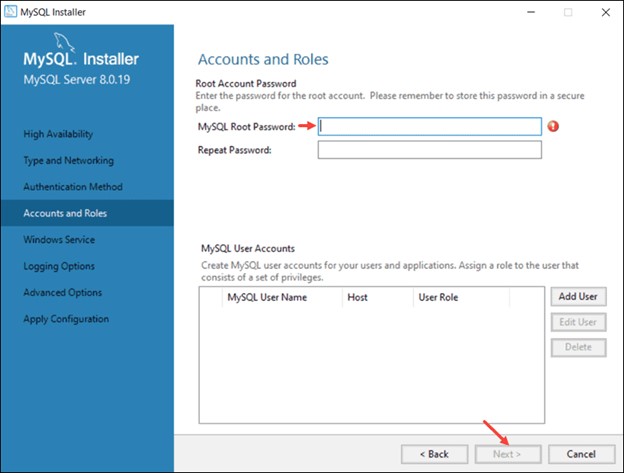 MySQL Installer
MySQL. Installer
MySQL Server 8.0.19
High Availability
Type and Networking
Authentication Method
Accounts and Roles
Windows Service
Logging Options
Advanced Options
Apply Configuration
Accounts and Roles
Root Account Password
Enter the password for the root account. Please remember to store this password in a secure
place.
MySQL Root Password:
Repeat Password:
MySQL User Accounts
Create MySQL user accounts for your users and applications. Assign a role to the user that
consists of a set of privileges.
MySQL User Name Host User Role
Add User
Edit User
Delete
< Back Next > Cancel